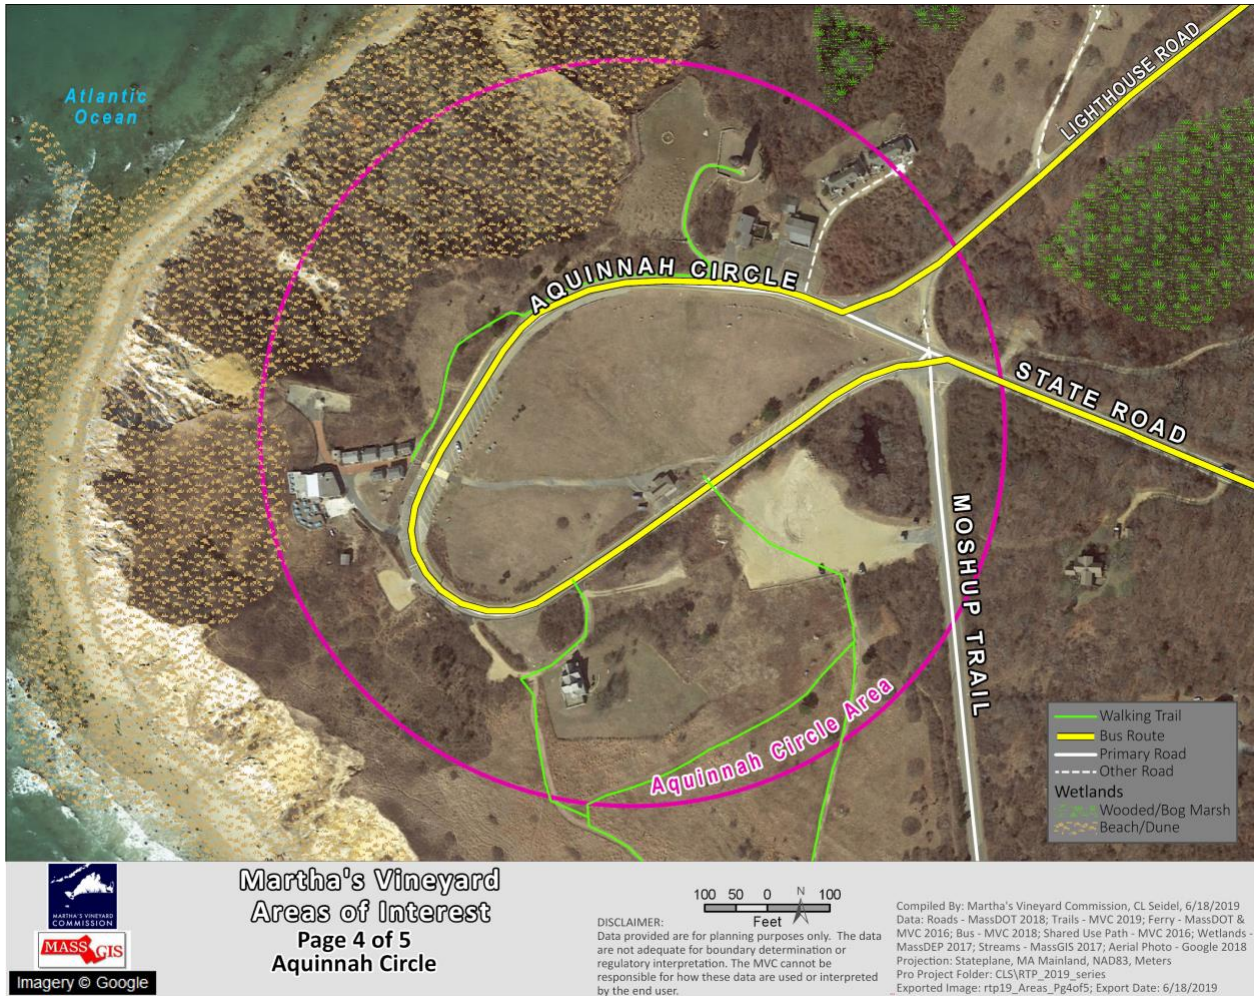 Atlantic
Ocean
LIGHTHOUSE ROAD
AQUINNAH CIRCLE
STATE ROAD
MOSHUP TRAIL
Aquinnah Circle Area
Walking Trail
Bus Route
Primary Road
Other Road
Wetlands
Wooded/Bog Marsh
Beach/Dune
MARTHA'S VINEYARD
COMMISSION
MASS GIS
Imagery © Google
Martha's Vineyard
Areas of Interest
Page 4 of 5
Aquinnah Circle
100 50 0 N 100
Feet
DISCLAIMER:
Data provided are for planning purposes only. The data
are not adequate for boundary determination or
regulatory interpretation. The MVC cannot be
responsible for how these data are used or interpreted
by the end user.
Compiled By: Martha's Vineyard Commission, CL Seidel, 6/18/2019
Data: Roads - MassDOT 2018; Trails - MVC 2019; Ferry - MassDOT &
MVC 2016; Bus - MVC 2018; Shared Use Path - MVC 2016; Wetlands -
MassDEP 2017; Streams - MassGIS 2017; Aerial Photo - Google 2018
Projection: Stateplane, MA Mainland, NAD83, Meters
Pro Project Folder: CLS\RTP_2019_series
Exported Image: rtp19_Areas_Pg4of5; Export Date: 6/18/2019